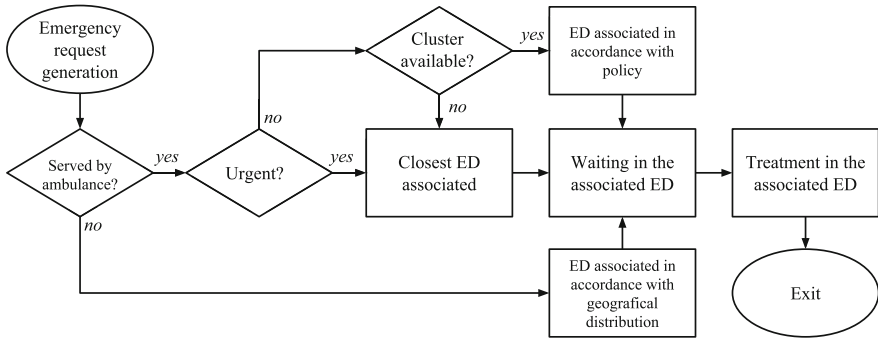 Emergency
request
generation
Cluster
available?
yes
ED associated in
accordance with
policy
no
no
Served by
ambulance?
yes
Urgent?
yes
Closest ED
associated
Waiting in the
associated ED
Treatment in the
associated ED
no
ED associated in
accordance with
geografical
distribution
Exit